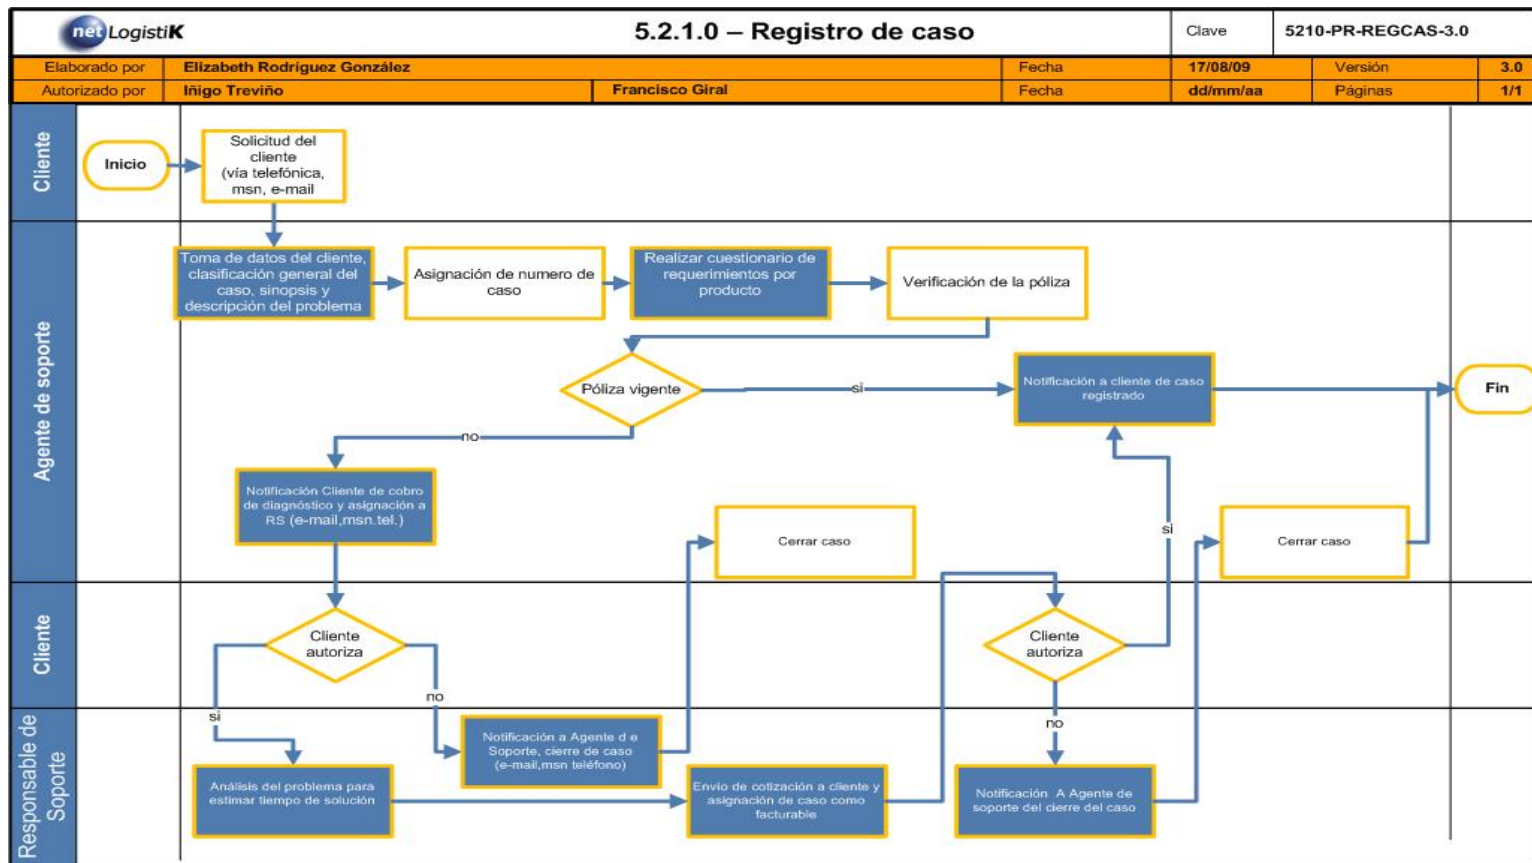 net LogistiK
5.2.1.0 – Registro de caso
Clave
5210-PR-REGCAS-3.0
Elaborado por
Elizabeth Rodríguez González
Fecha
17/08/09
Versión
3.0
Autorizado por
Iñigo Treviño
Francisco Giral
Fecha
dd/mm/aa
Páginas
1/1
Cliente
Inicio
Solicitud del
cliente
(vía telefónica,
msn, e-mail
Agente de soporte
Toma de datos del cliente,
clasificación general del
caso, sinopsis y
descripción del problema
Asignación de numero de
caso
Realizar cuestionario de
requerimientos por
producto
Verificación de la póliza
Póliza vigente
si
Notificación a cliente de caso
registrado
Fin
no
Notificación Cliente de cobro
de diagnóstico y asignación a
RS (e-mail,msn.tel.)
Cerrar caso
si
Cerrar caso
Cliente
Cliente
autoriza
Cliente
autoriza
no
si
no
Responsable de
Soporte
Notificación a Agente d e
Soporte, cierre de caso
(e-mail,msn teléfono)
Análisis del problema para
estimar tiempo de solución
Envio de cotización a cliente y
asignación de caso como
facturable
Notificación A Agente de
soporte del cierre del caso